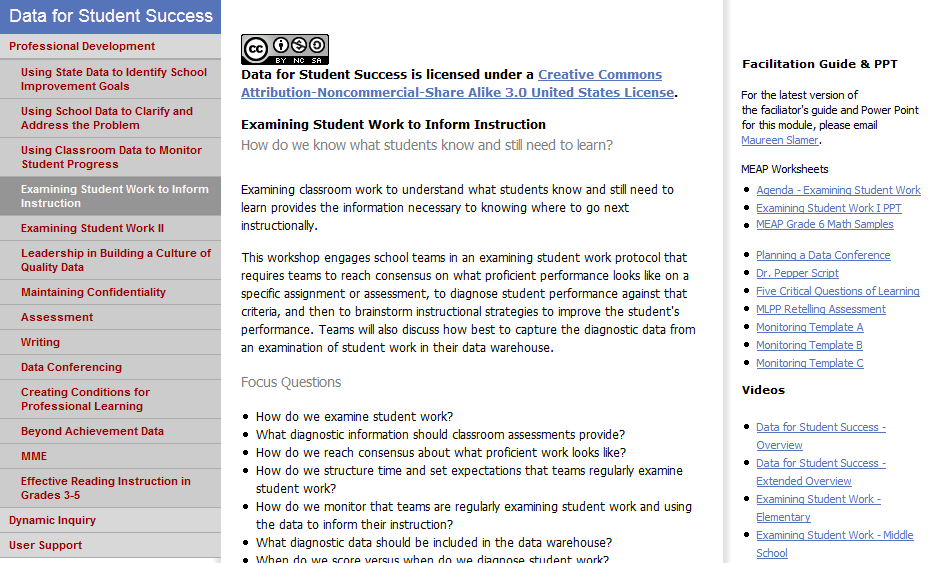 Data for Student Success
Professional Development
Using State Data to Identify School
Improvement Goals
Using School Data to Clarify and
Address the Problem
Using Classroom Data to Monitor
Student Progress
Examining Student Work to Inform
Instruction
Examining Student Work II
Leadership in Building a Culture of
Quality Data
Maintaining Confidentiality
Assessment
Writing
Data Conferencing
Creating Conditions for
Professional Learning
Beyond Achievement Data
MME
Effective Reading Instruction in
Grades 3-5
Dynamic Inquiry
User Support
cc
BY NC SA
Data for Student Success is licensed under a Creative Commons
Attribution-Noncommercial-Share Alike 3.0 United States License.
Examining Student Work to Inform Instruction
How do we know what students know and still need to learn?
Examining classroom work to understand what students know and still need to
learn provides the information necessary to knowing where to go next
instructionally.
This workshop engages school teams in an examining student work protocol that
requires teams to reach consensus on what proficient performance looks like on a
specific assignment or assessment, to diagnose student performance against that
criteria, and then to brainstorm instructional strategies to improve the student's
performance. Teams will also discuss how best to capture the diagnostic data from
an examination of student work in their data warehouse.
Focus Questions
How do we examine student work?
What diagnostic information should classroom assessments provide?
How do we reach consensus about what proficient work looks like?
How do we structure time and set expectations that teams regularly examine
student work?
How do we monitor that teams are regularly examining student work and using
the data to inform their instruction?
What diagnostic data should be included in the data warehouse?
When do we score versus when do we diagnose student work?
Facilitation Guide & PPT
For the latest version of
the faciliator's guide and Power Point
for this module, please email
Maureen Slamer.
MEAP Worksheets
Agenda - Examining Student Work
Examining Student Work I PPT
MEAP Grade 6 Math Samples
Planning a Data Conference
Dr. Pepper Script
Five Critical Questions of Learning
MLPP Retelling Assessment
Monitoring Template A
Monitoring Template B
Monitoring Template C
Videos
Data for Student Success -
Overview
Data for Student Success -
Extended Overview
Examining Student Work -
Elementary
Examining Student Work - Middle
School